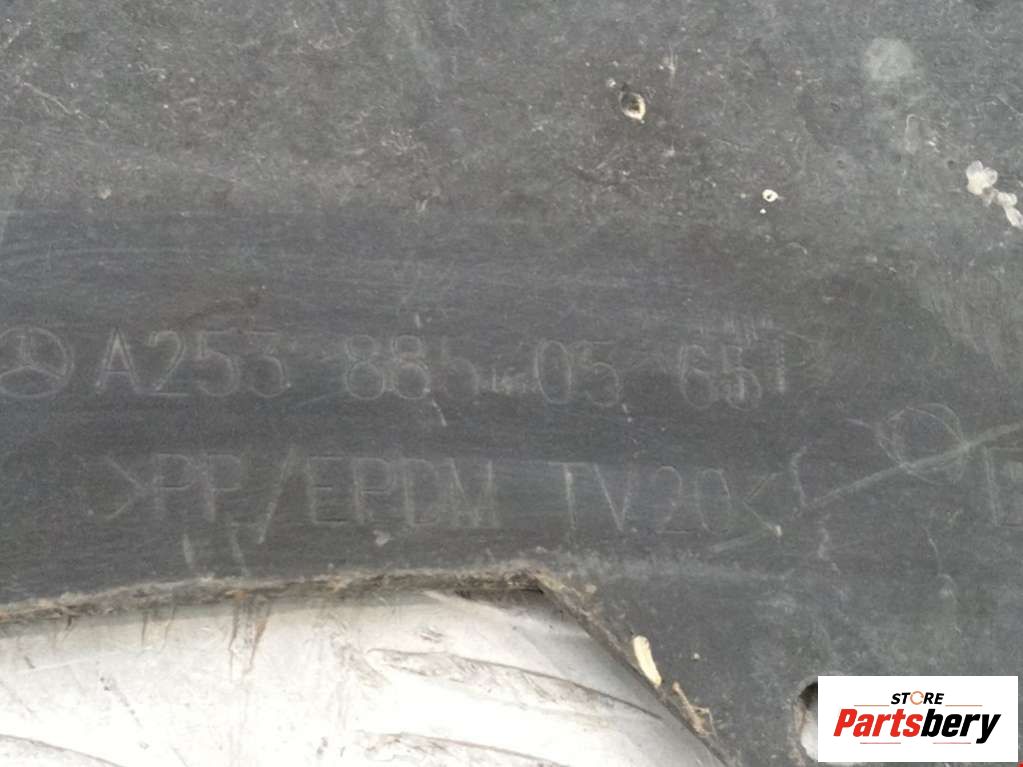 A253 885 05 65
>PP/EPDM TV20<
STORE
Partsbery